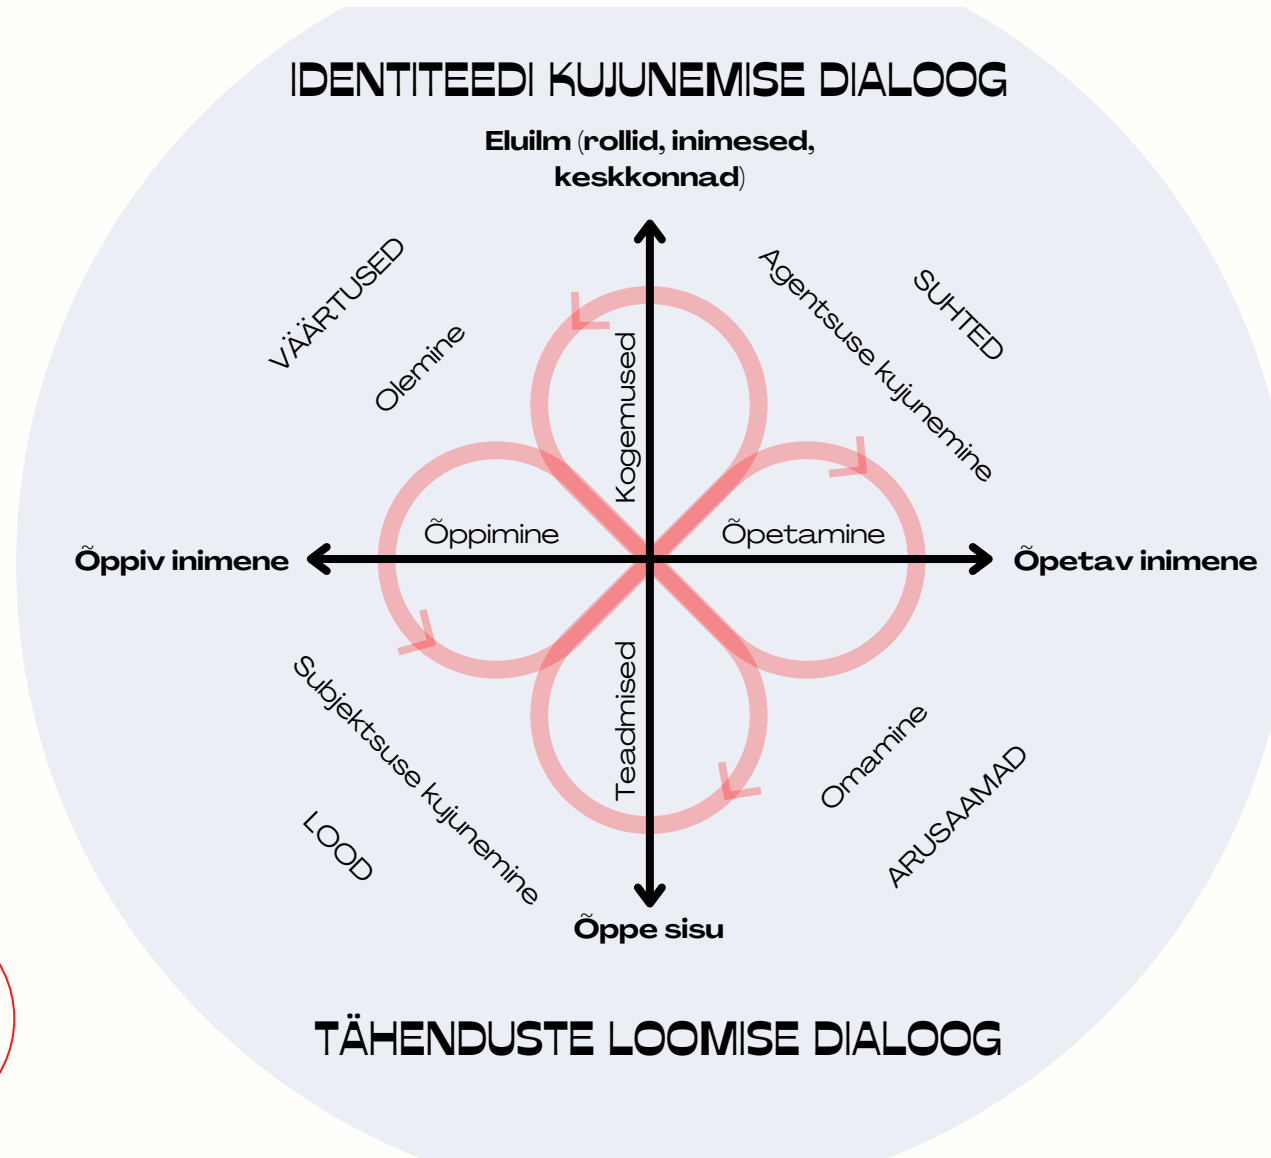 IDENTITEEDI KUJUNEMISE DIALOOG
Eluilm (rollid, inimesed,
keskkonnad)
VÄÄRTUSED
Olemine
Agentsuse kujunemine
SUHTED
Kogemused
Õppimine
Õpetamine
Õppiv inimene
Õpetav inimene
Teadmised
Subjektsuse kujunemine
LOOD
Omamine
ARUSAAMAD
Õppe sisu
TÄHENDUSTE LOOMISE DIALOOG